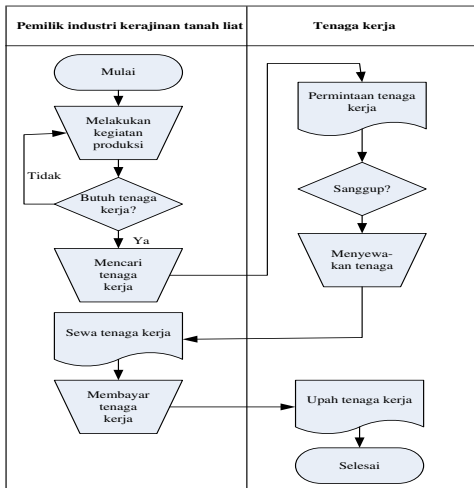 Pemilik industri kerajinan tanah liat
Tenaga kerja
Mulai
Melakukan
kegiatan
produksi
Tidak
Butuh tenaga
kerja?
Ya
Mencari
tenaga
kerja
Permintaan tenaga
kerja
Sanggup?
Menyewa-
kan tenaga
Sewa tenaga kerja
Membayar
tenaga
kerja
Upah tenaga kerja
Selesai